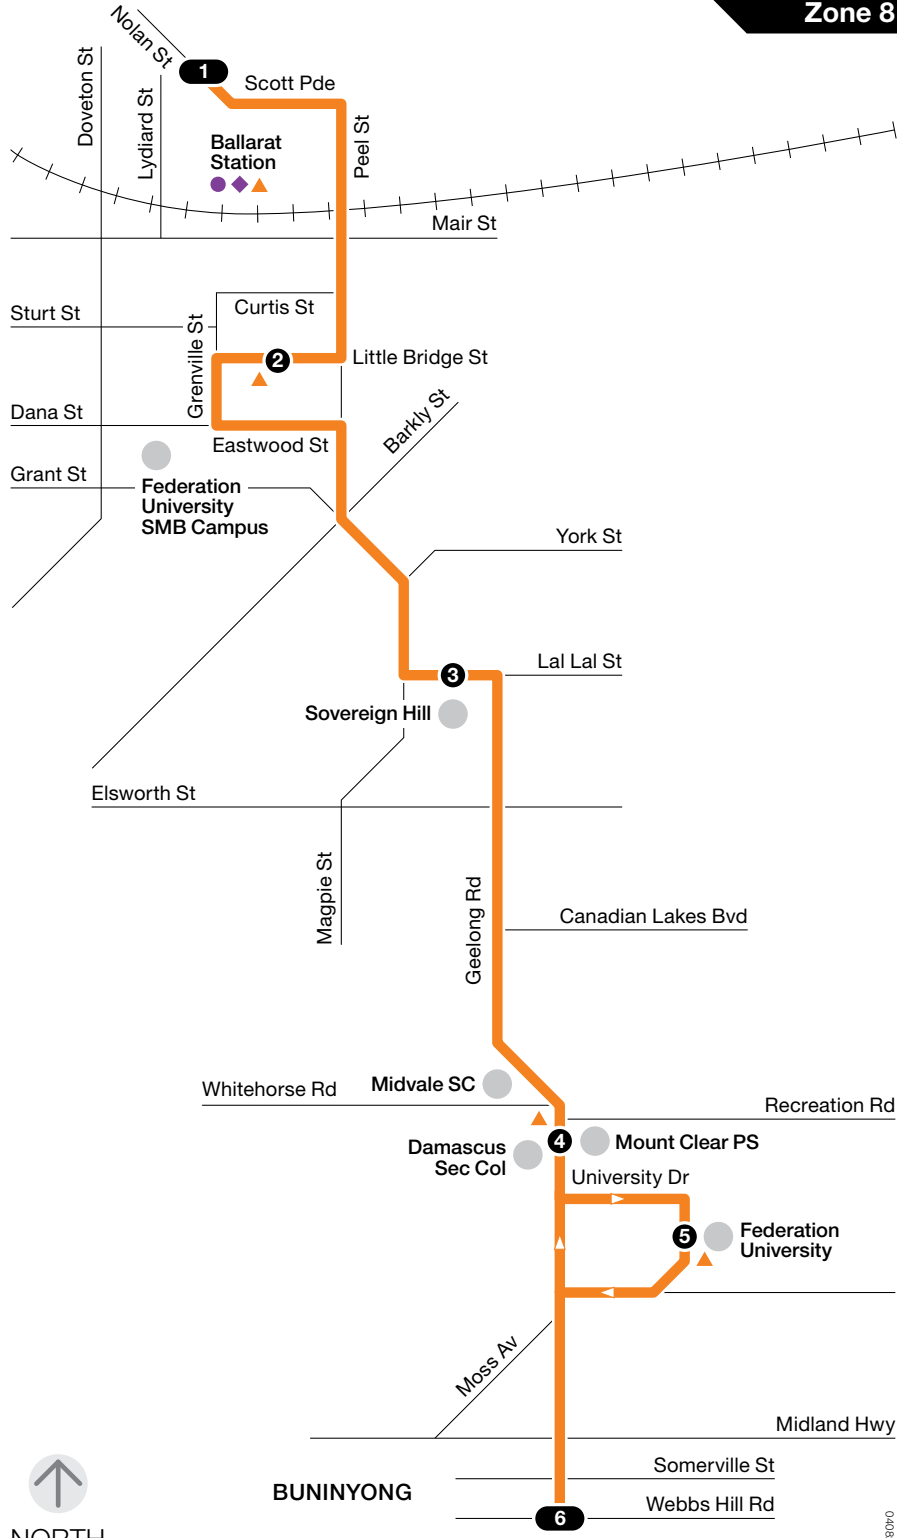 Zone 8
Nolan St
1
Scott Pde
Doveton St
Lydiard St
Peel St
Ballarat
Station
Mair St
Curtis St
Sturt St
Grenville St
2
Little Bridge St
Dana St
Barkly St
Eastwood St
Grant St
Federation
University
SMB Campus
York St
Lal Lal St
3
Sovereign Hill
Elsworth St
Magpie St
Geelong Rd
Canadian Lakes Bvd
Midvale SC
Whitehorse Rd
Recreation Rd
4
Mount Clear PS
Damascus
Sec Col
University Dr
5
Federation
University
Moss Av
Midland Hwy
Somerville St
BUNINYONG
Webbs Hill Rd
6
NORTH
0408